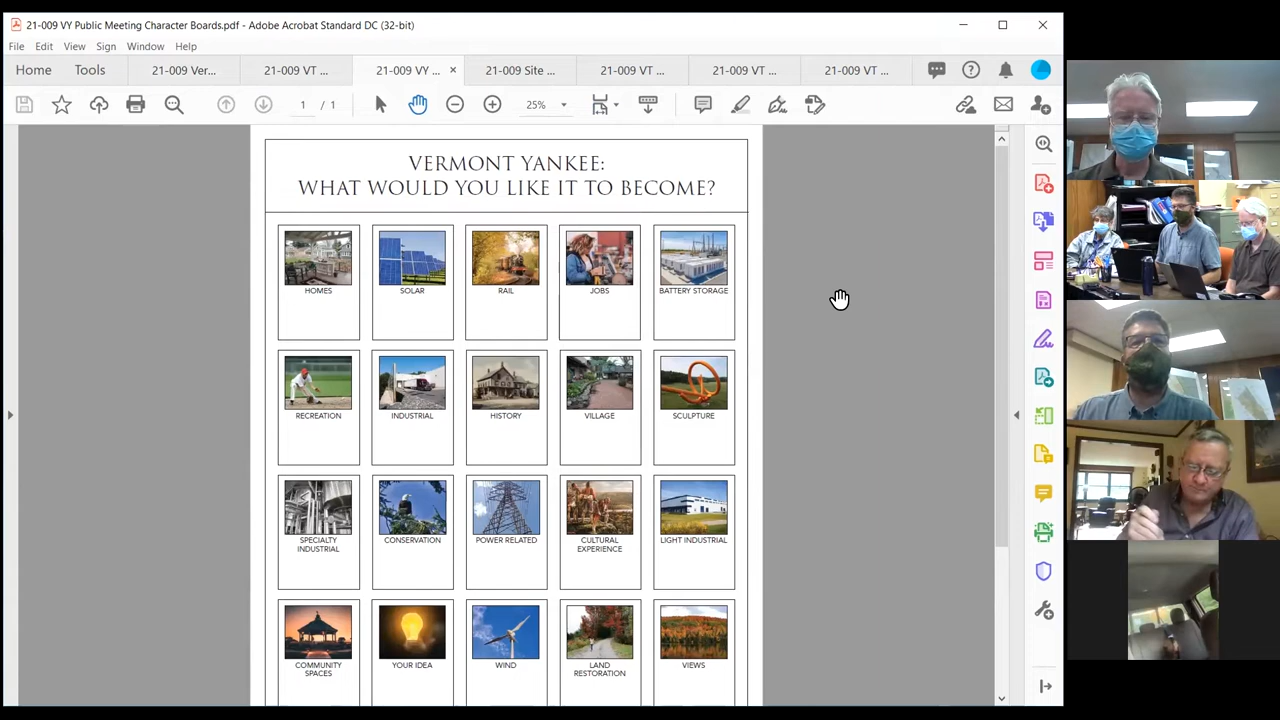 21-009 VY Public Meeting Character Boards.pdf - Adobe Acrobat Standard DC (32-bit)
File Edit View Sign Window Help
Home Tools 21-009 Ver... 21-009 VT ... 21-009 VY ... × 21-009 Site ... 21-009 VT ... 21-009 VT ... 21-009 VT ...
1 / 1 25%
VERMONT YANKEE:
WHAT WOULD YOU LIKE IT TO BECOME?
HOMES SOLAR RAIL JOBS BATTERY STORAGE
RECREATION INDUSTRIAL HISTORY VILLAGE SCULPTURE
SPECIALTY INDUSTRIAL CONSERVATION POWER RELATED CULTURAL EXPERIENCE LIGHT INDUSTRIAL
COMMUNITY SPACES YOUR IDEA WIND LAND RESTORATION VIEWS